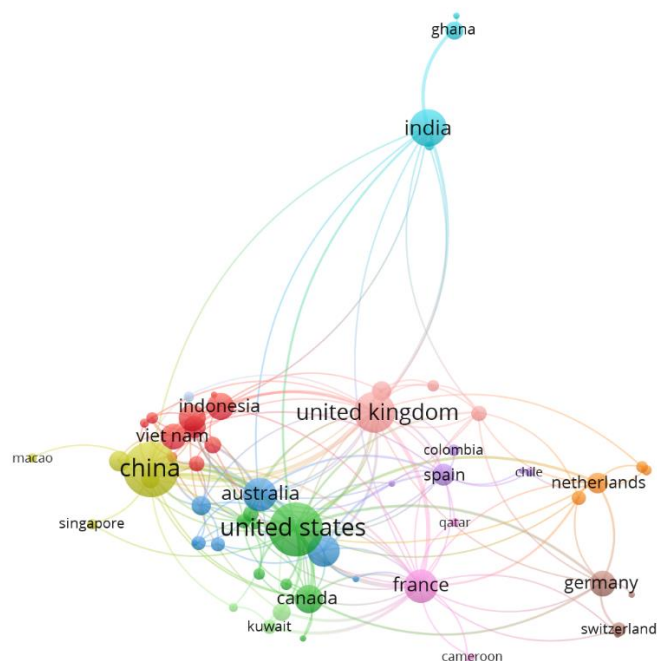 ghana
india
indonesia
united kingdom
viet nam
colombia
macao
china
spain
chile
netherlands
australia
singapore
united states
qatar
france
germany
canada
kuwait
switzerland
cameroon